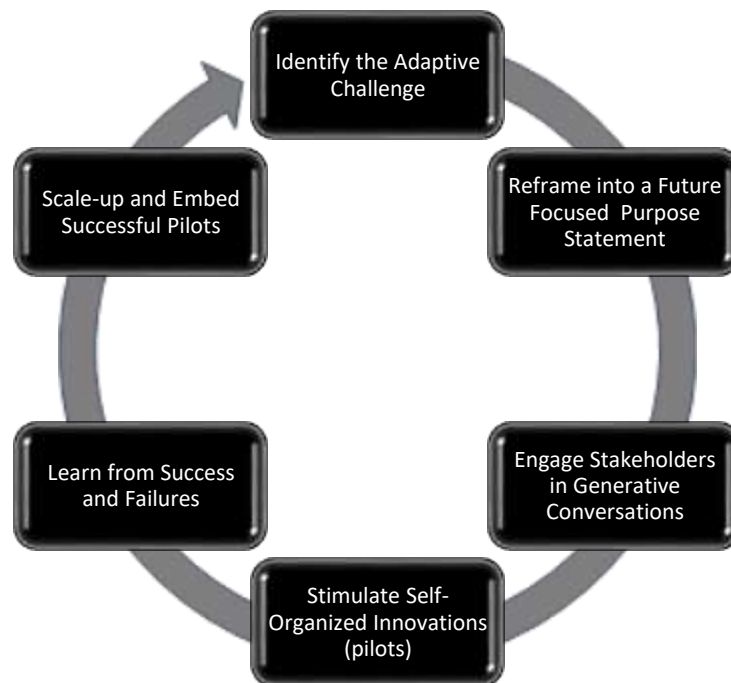 Identify the Adaptive
Challenge
Reframe into a Future
Focused  Purpose
Statement
Engage Stakeholders
in Generative
Conversations
Stimulate Self-
Organized Innovations
(pilots)
Learn from Success
and Failures
Scale-up and Embed
Successful Pilots